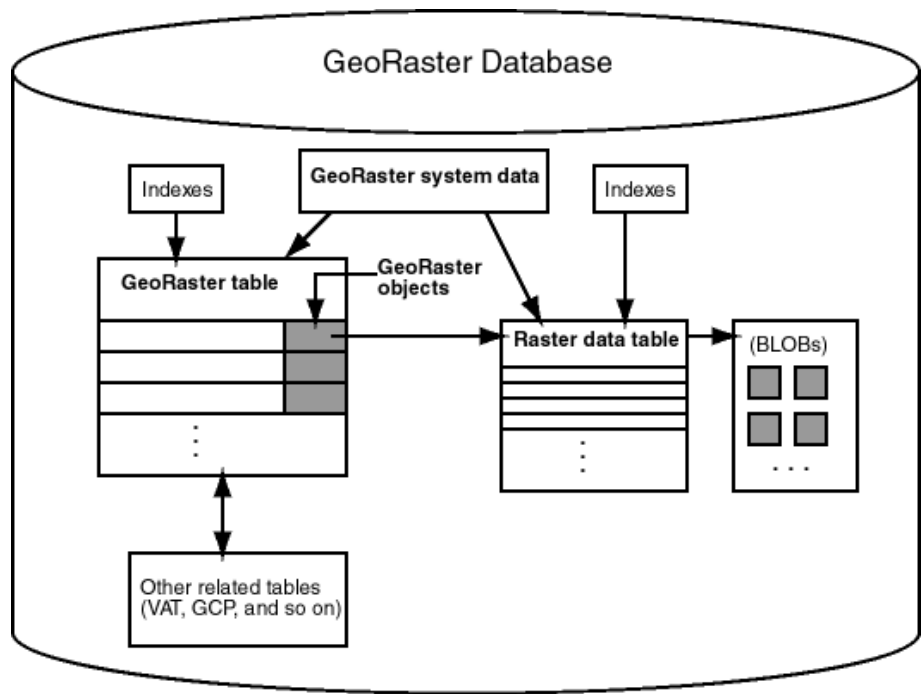 GeoRaster Database
Indexes
GeoRaster system data
Indexes
GeoRaster table
GeoRaster
objects
Raster data table
(BLOBs)
. . .
Other related tables
(VAT, GCP, and so on)